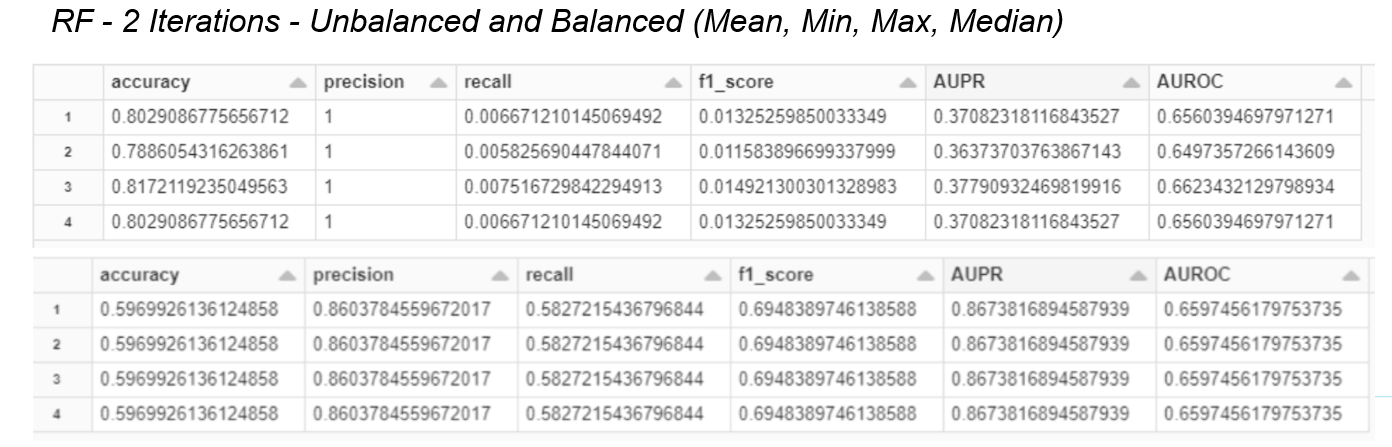 RF - 2 Iterations - Unbalanced and Balanced (Mean, Min, Max, Median)
accuracy precision recall f1_score AUPR AUROC
1 0.8029086775656712 1 0.006671210145069492 0.01325259850033349 0.37082318116843527 0.6560394697971271
2 0.7886054316263861 1 0.005825690447844071 0.011583896699337999 0.36373703763867143 0.6497357266143609
3 0.8172119235049563 1 0.007516729842294913 0.014921300301328983 0.37790932469819916 0.6623432129798934
4 0.8029086775656712 1 0.006671210145069492 0.01325259850033349 0.37082318116843527 0.6560394697971271
accuracy precision recall f1_score AUPR AUROC
1 0.5969926136124858 0.8603784559672017 0.5827215436796844 0.6948389746138588 0.8673816894587939 0.6597456179753735
2 0.5969926136124858 0.8603784559672017 0.5827215436796844 0.6948389746138588 0.8673816894587939 0.6597456179753735
3 0.5969926136124858 0.8603784559672017 0.5827215436796844 0.6948389746138588 0.8673816894587939 0.6597456179753735
4 0.5969926136124858 0.8603784559672017 0.5827215436796844 0.6948389746138588 0.8673816894587939 0.6597456179753735